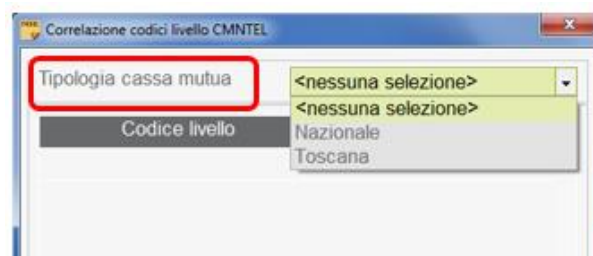 Correlazione codici livello CMNTEL
Tipologia cassa mutua <nessuna selezione>
<nessuna selezione>
Codice livello Nazionale
Toscana